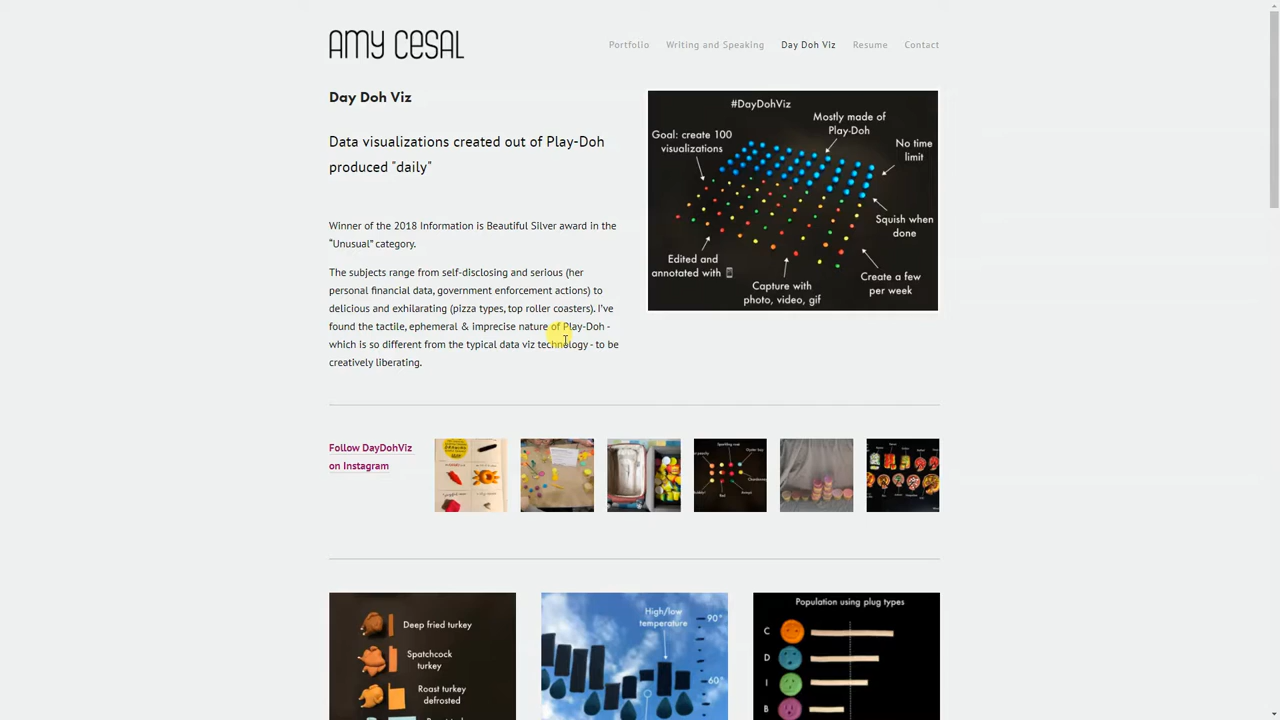 AMY CESAL
Portfolio
Writing and Speaking
Day Doh Viz
Resume
Contact
Day Doh Viz
Data visualizations created out of Play-Doh
produced "daily"
Winner of the 2018 Information is Beautiful Silver award in the
“Unusual” category.
The subjects range from self-disclosing and serious (her
personal financial data, government enforcement actions) to
delicious and exhilarating (pizza types, top roller coasters). I’ve
found the tactile, ephemeral & imprecise nature of Play-Doh -
which is so different from the typical data viz technology - to be
creatively liberating.
#DayDohViz
Goal: create 100
visualizations
Mostly made of
Play-Doh
No time
limit
Squish when
done
Create a few
per week
Capture with
photo, video, gif
Edited and
annotated with
Follow DayDohViz
on Instagram
Sparkling rosé
Oyster bay
Deep fried turkey
Spatchcock
turkey
Roast turkey
defrosted
High/low
temperature
90°
60°
Population using plug types
C
D
I
B